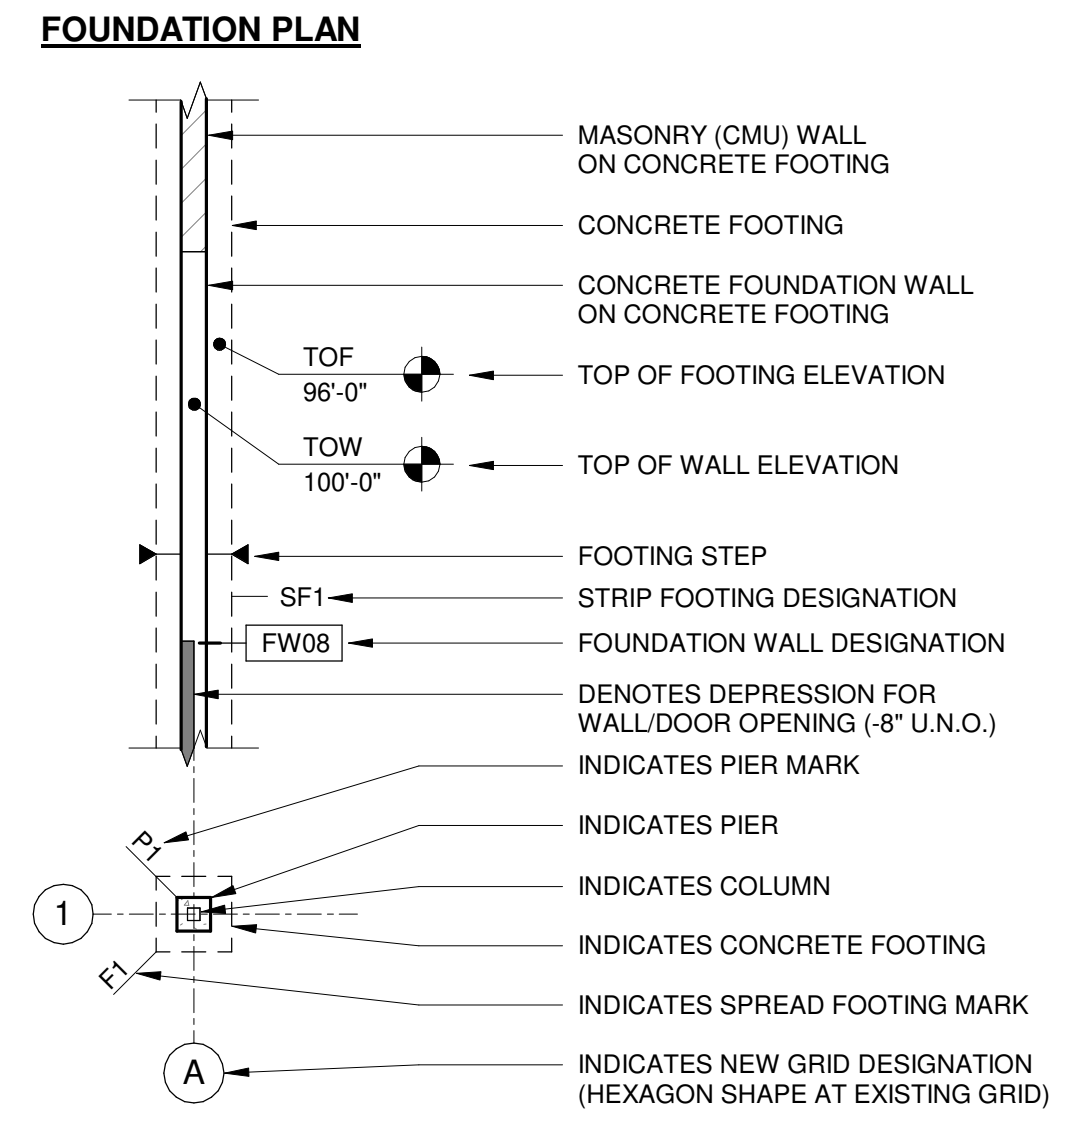 FOUNDATION PLAN
MASONRY (CMU) WALL
ON CONCRETE FOOTING
CONCRETE FOOTING
CONCRETE FOUNDATION WALL
ON CONCRETE FOOTING
TOF
96'-0"
TOP OF FOOTING ELEVATION
TOW
100'-0"
TOP OF WALL ELEVATION
FOOTING STEP
SF1
STRIP FOOTING DESIGNATION
FW08
FOUNDATION WALL DESIGNATION
DENOTES DEPRESSION FOR
WALL/DOOR OPENING (-8" U.N.O.)
INDICATES PIER MARK
P1
INDICATES PIER
INDICATES COLUMN
1
INDICATES CONCRETE FOOTING
F1
INDICATES SPREAD FOOTING MARK
A
INDICATES NEW GRID DESIGNATION
(HEXAGON SHAPE AT EXISTING GRID)